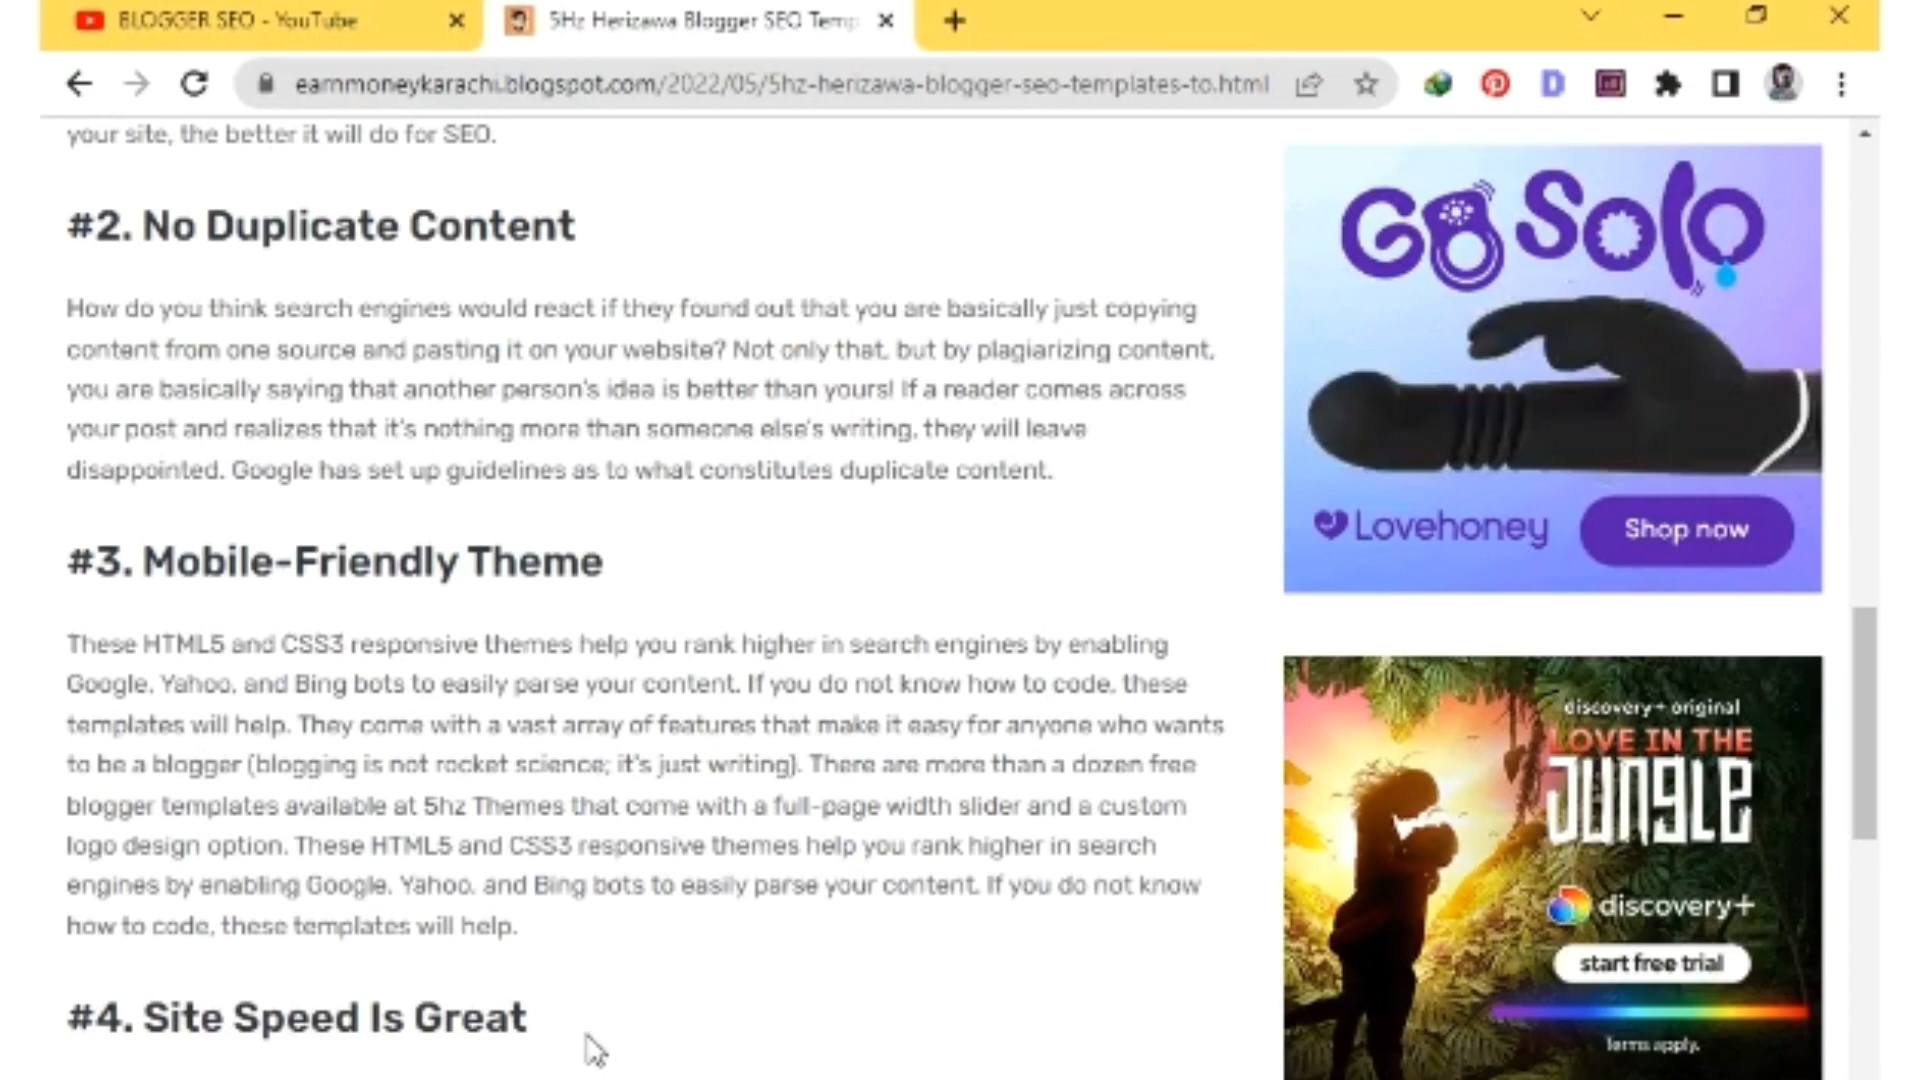 BLOGGER SEO - YouTube
5Hz Herizawa Blogger SEO Temp
earnmoneykarachi.blogspot.com/2022/05/5hz-herizawa-blogger-seo-templates-to.html
your site, the better it will do for SEO.
#2. No Duplicate Content
How do you think search engines would react if they found out that you are basically just copying
content from one source and pasting it on your website? Not only that, but by plagiarizing content,
you are basically saying that another person's idea is better than yours! If a reader comes across
your post and realizes that it's nothing more than someone else's writing, they will leave
disappointed. Google has set up guidelines as to what constitutes duplicate content.
#3. Mobile-Friendly Theme
These HTML5 and CSS3 responsive themes help you rank higher in search engines by enabling
Google, Yahoo, and Bing bots to easily parse your content. If you do not know how to code, these
templates will help. They come with a vast array of features that make it easy for anyone who wants
to be a blogger (blogging is not rocket science; it's just writing). There are more than a dozen free
blogger templates available at 5hz Themes that come with a full-page width slider and a custom
logo design option. These HTML5 and CSS3 responsive themes help you rank higher in search
engines by enabling Google, Yahoo, and Bing bots to easily parse your content. If you do not know
how to code, these templates will help.
#4. Site Speed Is Great
GO Solo
Lovehoney
Shop now
discovery+ original
LOVE IN THE
JUNGLE
discovery+
start free trial
Terms apply.